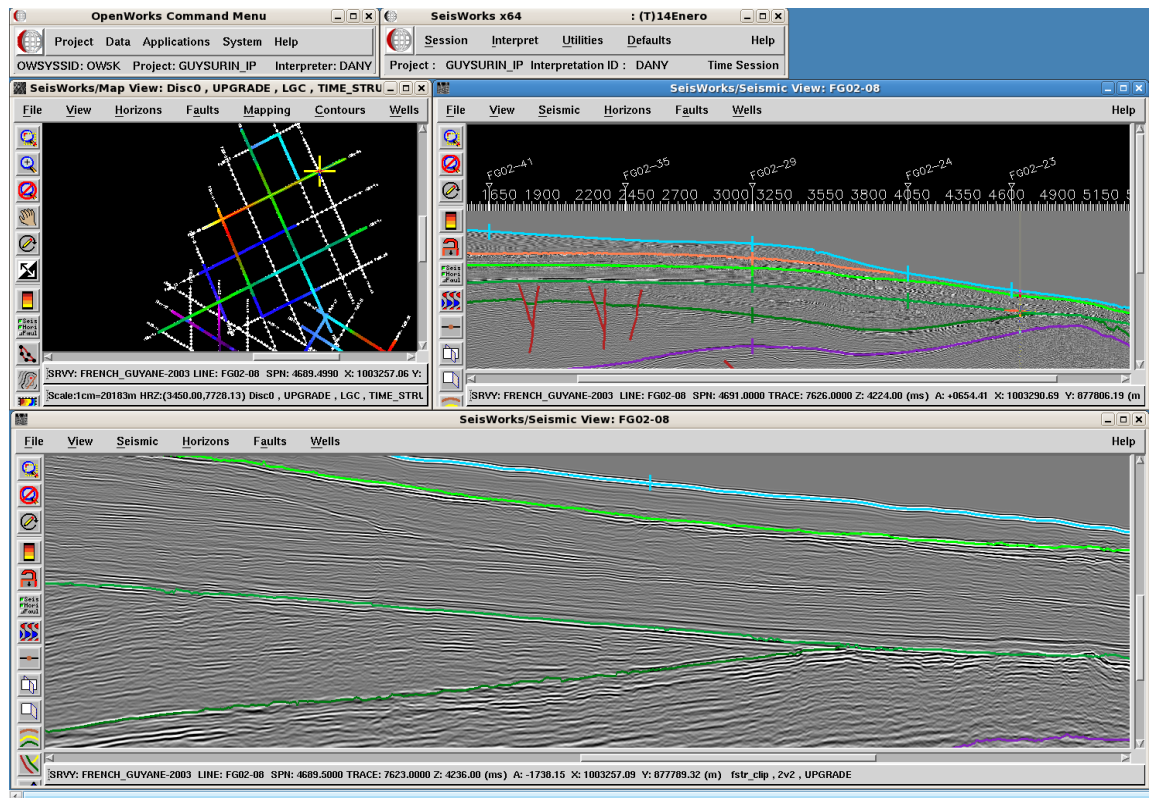 OpenWorks Command Menu
Project Data Applications System Help
OWSYSSID: OW5K Project: GUYSURIN_IP Interpreter: DANY
SeisWorks x64 : (T)14Enero
Session Interpret Utilities Defaults Help
Project : GUYSURIN_IP Interpretation ID : DANY Time Session
SeisWorks/Map View: Disc0 , UPGRADE , LGC , TIME_STRU
File View Horizons Faults Mapping Contours Wells
SRVY: FRENCH_GUYANE-2003 LINE: FG02-08 SPN: 4689.4990 X: 1003257.06 Y:
Scale:1cm=20183m HRZ:(3450.00,7728.13) Disc0 , UPGRADE , LGC , TIME_STRU
SeisWorks/Seismic View: FG02-08
File View Seismic Horizons Faults Wells Help
FG02-41 FG02-35 FG02-29 FG02-24 FG02-23
1650 1900 2200 2450 2700 3000 3250 3550 3800 4050 4350 4600 4900 5150 5
SRVY: FRENCH_GUYANE-2003 LINE: FG02-08 SPN: 4691.0000 TRACE: 7626.0000 Z: 4224.00 (ms) A: +0654.41 X: 1003290.69 Y: 877806.19 (m
SeisWorks/Seismic View: FG02-08
File View Seismic Horizons Faults Wells Help
SRVY: FRENCH_GUYANE-2003 LINE: FG02-08 SPN: 4689.5000 TRACE: 7623.0000 Z: 4236.00 (ms) A: -1738.15 X: 1003257.09 Y: 877789.32 (m) fstr_clip , 2v2 , UPGRADE